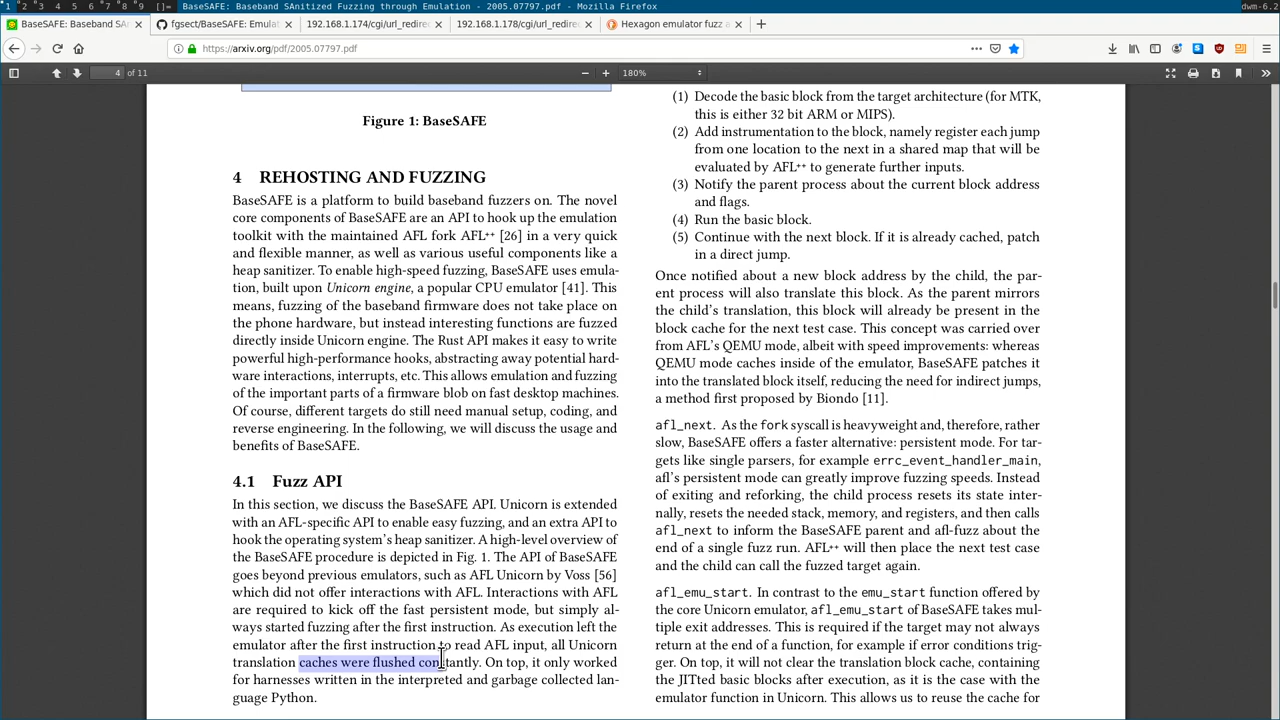 1 2 3 4 5 6 7 8 9 []= BaseSAFE: Baseband SAnitized Fuzzing through Emulation - 2005.07797.pdf - Mozilla Firefox dwm-6.2
BaseSAFE: Baseband SAN
fgsect/BaseSAFE: Emulat
192.168.1.174/cgi/url_redire
192.168.1.178/cgi/url_redire
Hexagon emulator fuzz a
https://arxiv.org/pdf/2005.07797.pdf
4 of 11
180%
Figure 1: BaseSAFE
4 REHOSTING AND FUZZING
BaseSAFE is a platform to build baseband fuzzers on. The novel
core components of BaseSAFE are an API to hook up the emulation
toolkit with the maintained AFL fork AFL++ [26] in a very quick
and flexible manner, as well as various useful components like a
heap sanitizer. To enable high-speed fuzzing, BaseSAFE uses emula-
tion, built upon Unicorn engine, a popular CPU emulator [41]. This
means, fuzzing of the baseband firmware does not take place on
the phone hardware, but instead interesting functions are fuzzed
directly inside Unicorn engine. The Rust API makes it easy to write
powerful high-performance hooks, abstracting away potential hard-
ware interactions, interrupts, etc. This allows emulation and fuzzing
of the important parts of a firmware blob on fast desktop machines.
Of course, different targets do still need manual setup, coding, and
reverse engineering. In the following, we will discuss the usage and
benefits of BaseSAFE.
4.1 Fuzz API
In this section, we discuss the BaseSAFE API. Unicorn is extended
with an AFL-specific API to enable easy fuzzing, and an extra API to
hook the operating system's heap sanitizer. A high-level overview of
the BaseSAFE procedure is depicted in Fig. 1. The API of BaseSAFE
goes beyond previous emulators, such as AFL Unicorn by Voss [56]
which did not offer interactions with AFL. Interactions with AFL
are required to kick off the fast persistent mode, but simply al-
ways started fuzzing after the first instruction. As execution left the
emulator after the first instruction to read AFL input, all Unicorn
translation caches were flushed constantly. On top, it only worked
for harnesses written in the interpreted and garbage collected lan-
guage Python.
(1) Decode the basic block from the target architecture (for MTK,
this is either 32 bit ARM or MIPS).
(2) Add instrumentation to the block, namely register each jump
from one location to the next in a shared map that will be
evaluated by AFL++ to generate further inputs.
(3) Notify the parent process about the current block address
and flags.
(4) Run the basic block.
(5) Continue with the next block. If it is already cached, patch
in a direct jump.
Once notified about a new block address by the child, the par-
ent process will also translate this block. As the parent mirrors
the child's translation, this block will already be present in the
block cache for the next test case. This concept was carried over
from AFL's QEMU mode, albeit with speed improvements: whereas
QEMU mode caches inside of the emulator, BaseSAFE patches it
into the translated block itself, reducing the need for indirect jumps,
a method first proposed by Biondo [11].
afl_next. As the fork syscall is heavyweight and, therefore, rather
slow, BaseSAFE offers a faster alternative: persistent mode. For tar-
gets like single parsers, for example errc_event_handler_main,
afl's persistent mode can greatly improve fuzzing speeds. Instead
of exiting and reforking, the child process resets its state inter-
nally, resets the needed stack, memory, and registers, and then calls
afl_next to inform the BaseSAFE parent and afl-fuzz about the
end of a single fuzz run. AFL++ will then place the next test case
and the child can call the fuzzed target again.
afl_emu_start. In contrast to the emu_start function offered by
the core Unicorn emulator, afl_emu_start of BaseSAFE takes mul-
tiple exit addresses. This is required if the target may not always
return at the end of a function, for example if error conditions trig-
ger. On top, it will not clear the translation block cache, containing
the JITted basic blocks after execution, as it is the case with the
emulator function in Unicorn. This allows us to reuse the cache for